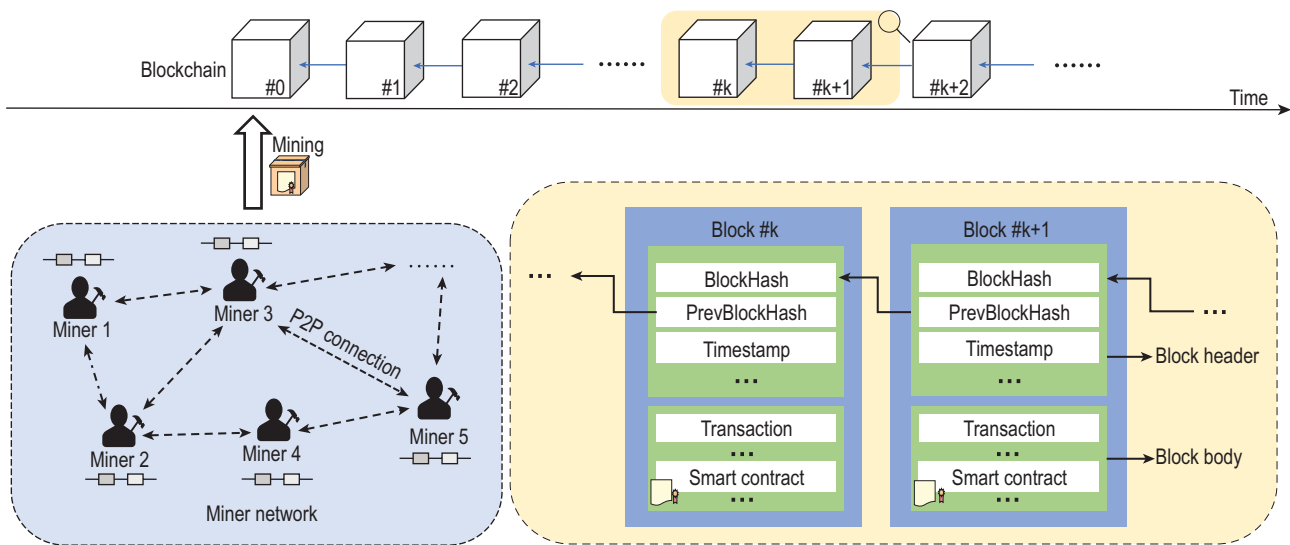 Blockchain
#0
#1
#2
......
#k
#k+1
#k+2
......
Time
Mining
Miner 1
Miner 3
......
P2P connection
Miner 2
Miner 4
Miner 5
Miner network
Block #k
Block #k+1
...
BlockHash
PrevBlockHash
Timestamp
...
Transaction
...
Smart contract
...
BlockHash
PrevBlockHash
Timestamp
...
Transaction
...
Smart contract
...
...
Block header
Block body